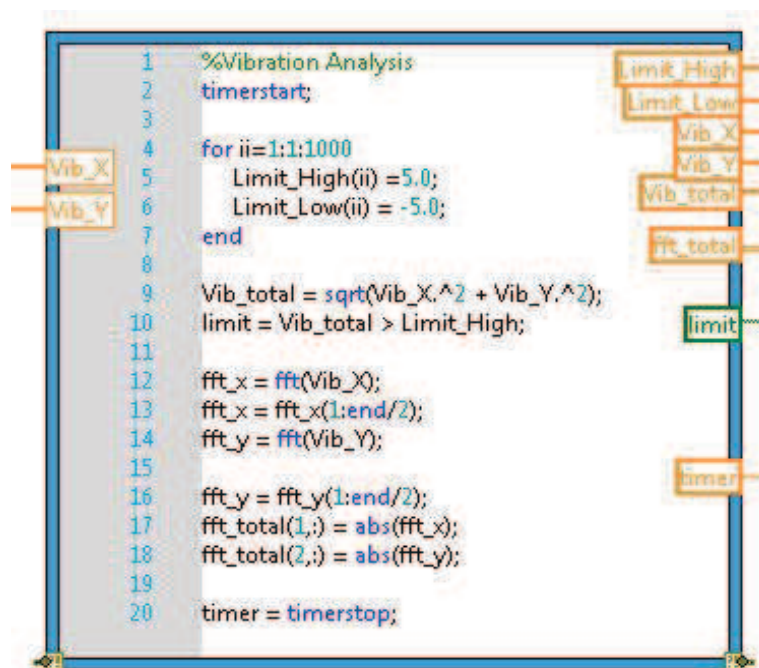 1 %Vibration Analysis
2 timerstart;
3
4 for ii=1:1:1000
5 Limit_High(ii) =5.0;
6 Limit_Low(ii) = -5.0;
7 end
8
9 Vib_total = sqrt(Vib_X.^2 + Vib_Y.^2);
10 limit = Vib_total > Limit_High;
11
12 fft_x = fft(Vib_X);
13 fft_x = fft_x(1:end/2);
14 fft_y = fft(Vib_Y);
15
16 fft_y = fft_y(1:end/2);
17 fft_total(1,:) = abs(fft_x);
18 fft_total(2,:) = abs(fft_y);
19
20 timer = timerstop;
Vib_X
Vib_Y
Limit_High
Limit_Low
Vib_X
Vib_Y
Vib_total
fft_total
limit
timer